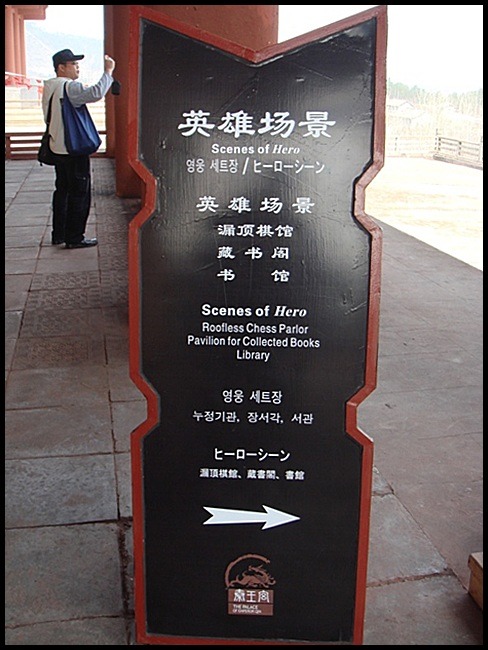 英雄场景
Scenes of Hero
영웅 세트장 / ヒーローシーン
英雄场景
漏顶棋馆
藏书阁
书馆
Scenes of Hero
Roofless Chess Parlor
Pavilion for Collected Books
Library
영웅 세트장
누정기관, 장서각, 서관
ヒーローシーン
漏頂棋館、蔵書閣、書館
秦王宫
THE PALACE
OF EMPEROR QIN